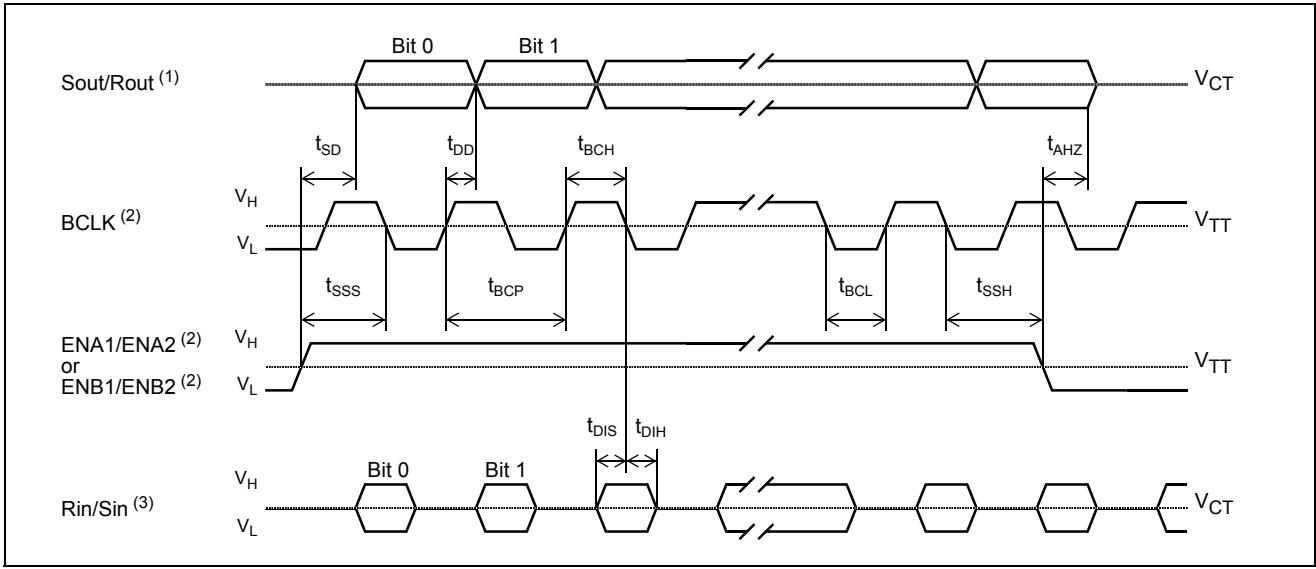 Bit 0 Bit 1
Sout/Rout (1) VCT
tSD tDD tBCH tAHZ
VH
BCLK (2) VTT
VL
tSSS tBCP tBCL tSSH
ENA1/ENA2 (2) VH
or VTT
ENB1/ENB2 (2) VL
tDIS tDIH
Bit 0 Bit 1
VH
Rin/Sin (3) VCT
VL